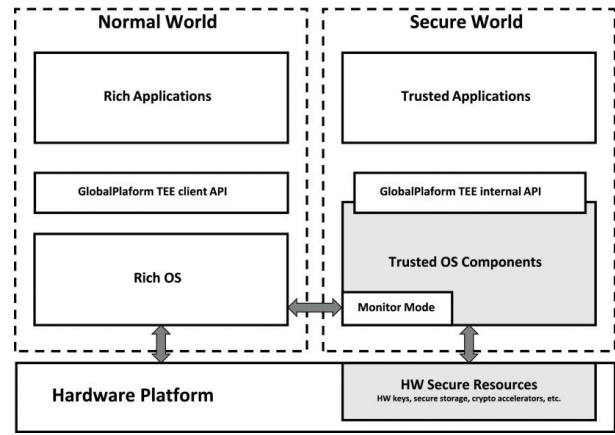 Normal World
Rich Applications
GlobalPlaform TEE client API
Rich OS
Secure World
Trusted Applications
GlobalPlaform TEE internal API
Trusted OS Components
Monitor Mode
Hardware Platform
HW Secure Resources
HW keys, secure storage, crypto accelerators, etc.